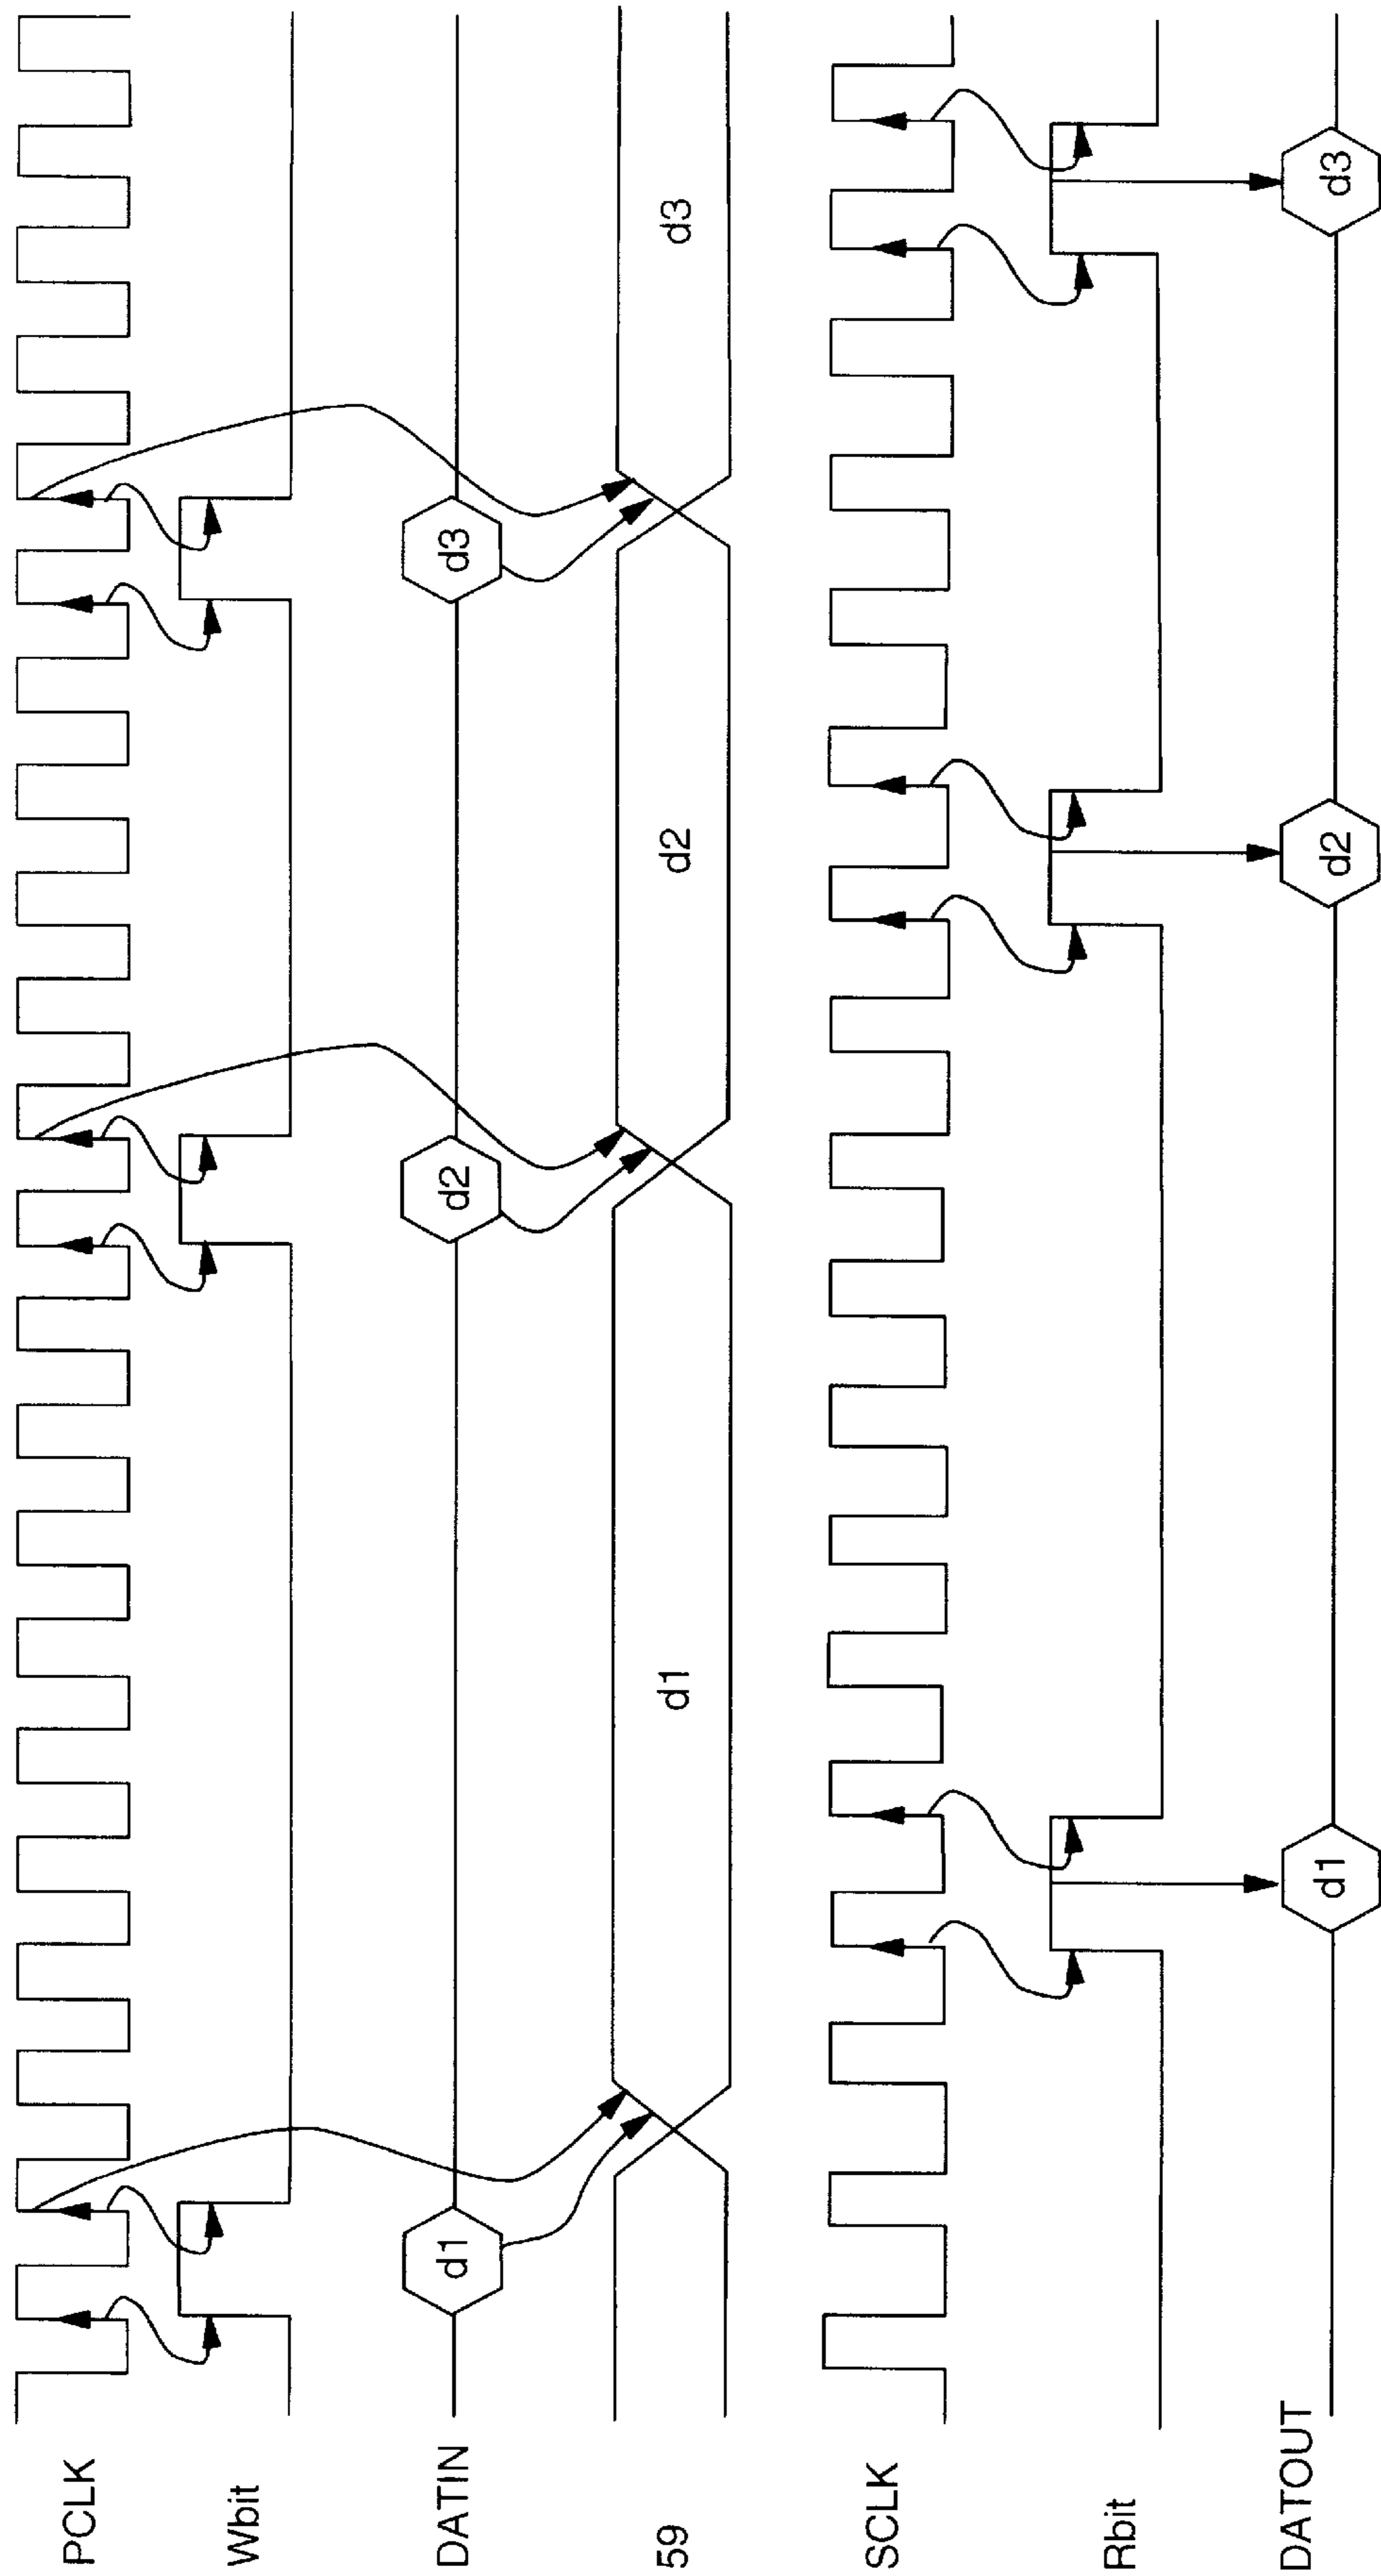 PCLK
Wbit
DATIN
d1
d2
d3
59
d1
d2
d3
SCLK
Rbit
DATOUT
d1
d2
d3